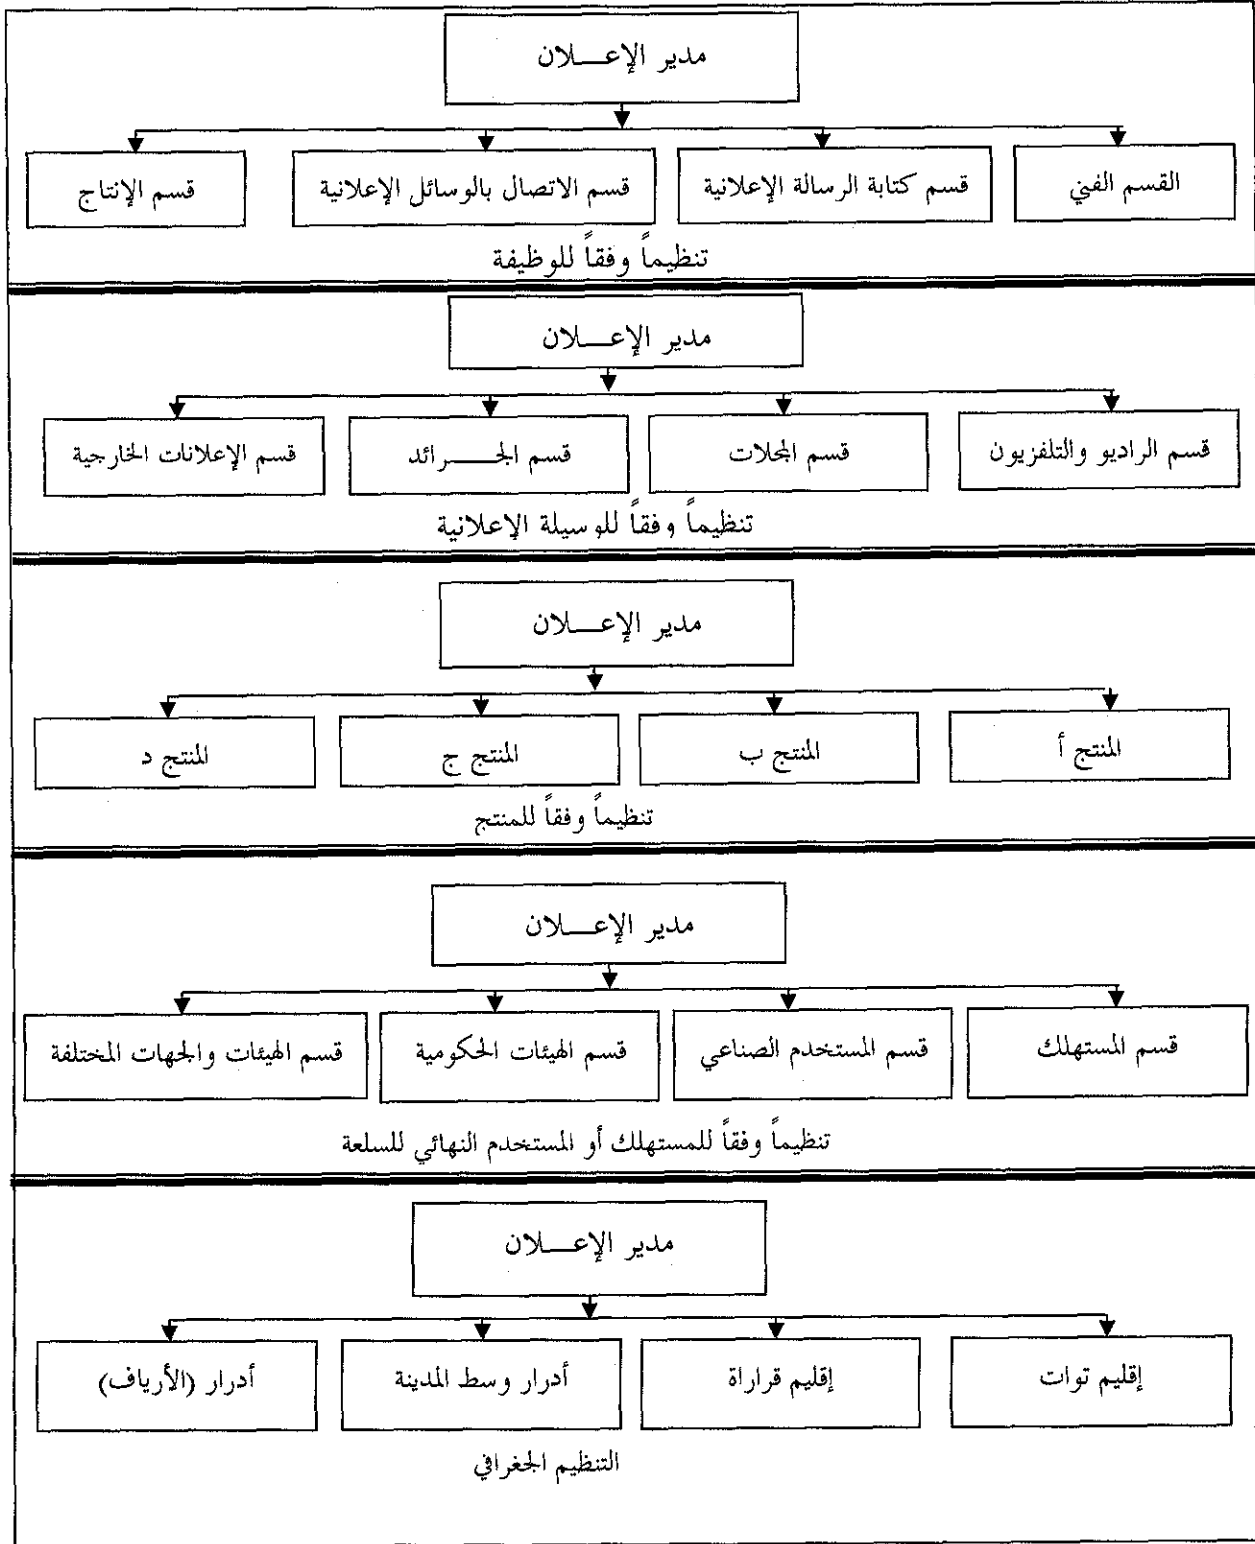 مدير الإعـــلان
القسم الفني
قسم كتابة الرسالة الإعلانية
قسم الاتصال بالوسائل الإعلانية
قسم الإنتاج
تنظيماً وفقاً للوظيفة
مدير الإعـــلان
قسم الراديو والتلفزيون
قسم المجلات
قسم الجـــرائد
قسم الإعلانات الخارجية
تنظيماً وفقاً للوسيلة الإعلانية
مدير الإعـــلان
المنتج أ
المنتج ب
المنتج ج
المنتج د
تنظيماً وفقاً للمنتج
مدير الإعـــلان
قسم المستهلك
قسم المستخدم الصناعي
قسم الهيئات الحكومية
قسم الهيئات والجهات المختلفة
تنظيماً وفقاً للمستهلك أو المستخدم النهائي للسلعة
مدير الإعـــلان
إقليم توات
إقليم قرارة
أدرار وسط المدينة
أدرار (الأرياف)
التنظيم الجغرافي